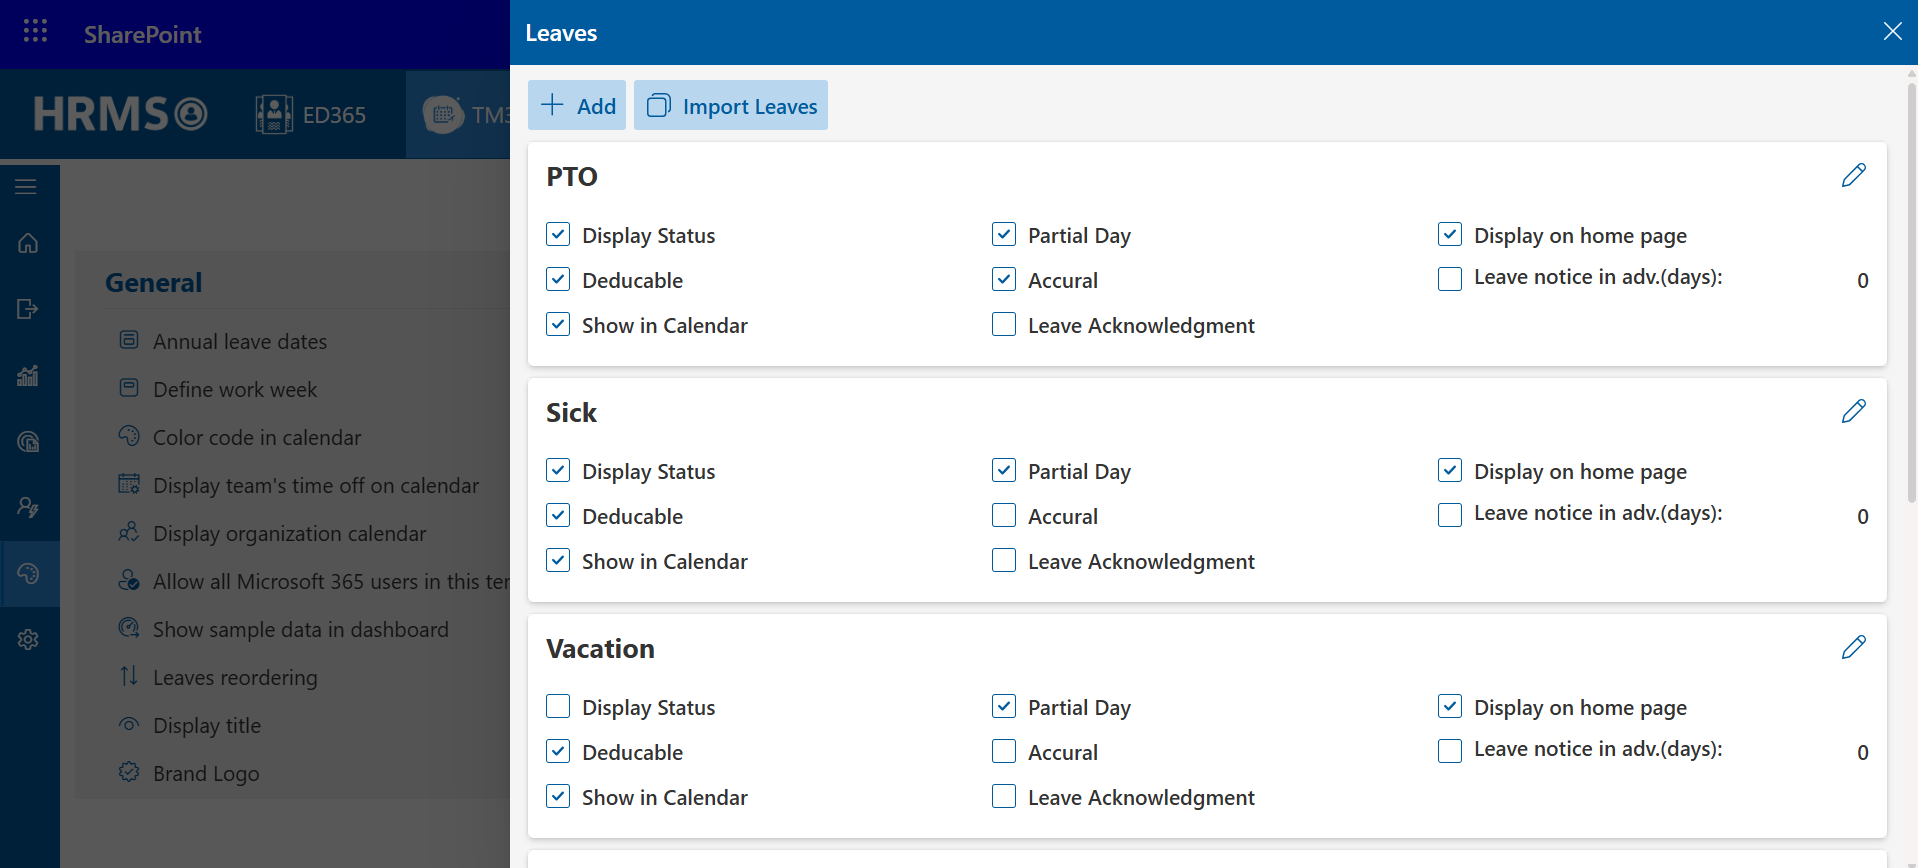 SharePoint
HRMS
ED365
General
Annual leave dates
Define work week
Color code in calendar
Display team's time off on calendar
Display organization calendar
Allow all Microsoft 365 users in this
Show sample data in dashboard
Leaves reordering
Display title
Brand Logo
Leaves
Add
Import Leaves
PTO
Display Status
Partial Day
Display on home page
Deducable
Accural
Leave notice in adv.(days):
0
Show in Calendar
Leave Acknowledgment
Sick
Display Status
Partial Day
Display on home page
Deducable
Accural
Leave notice in adv.(days):
0
Show in Calendar
Leave Acknowledgment
Vacation
Display Status
Partial Day
Display on home page
Deducable
Accural
Leave notice in adv.(days):
0
Show in Calendar
Leave Acknowledgment